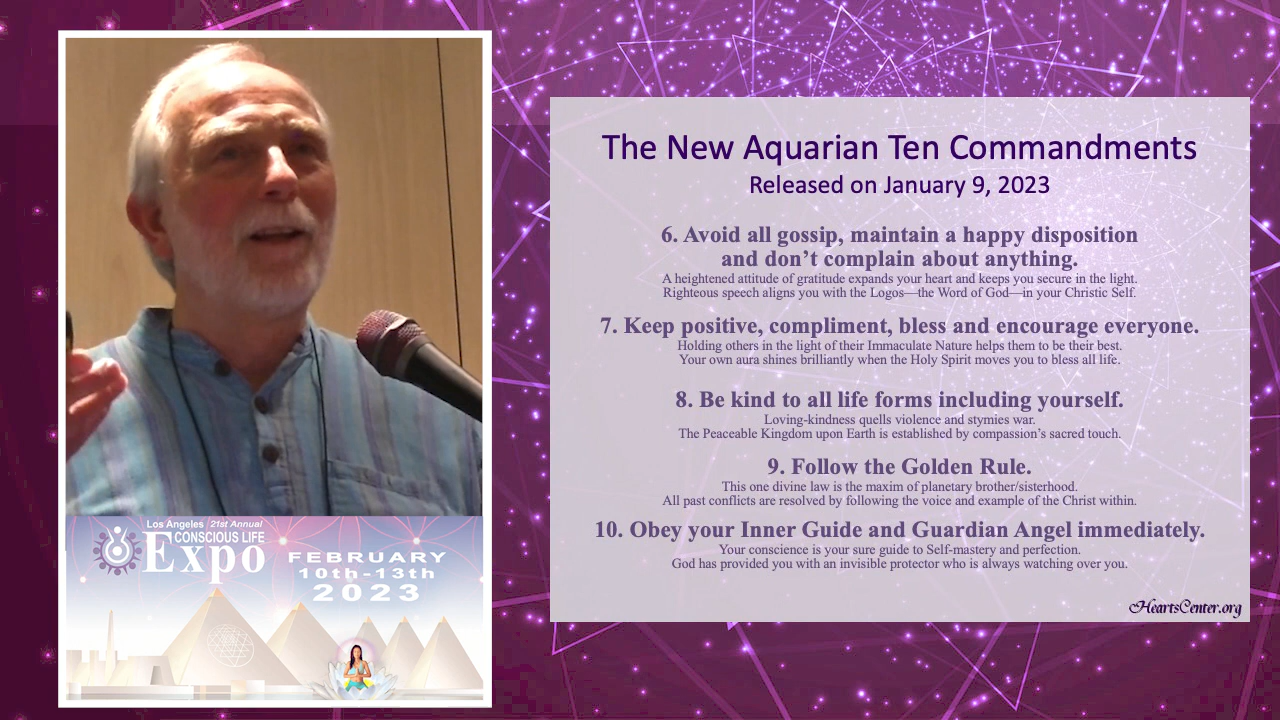 The New Aquarian Ten Commandments
Released on January 9, 2023
6. Avoid all gossip, maintain a happy disposition
and don’t complain about anything.
A heightened attitude of gratitude expands your heart and keeps you secure in the light.
Righteous speech aligns you with the Logos—the Word of God—in your Christic Self.
7. Keep positive, compliment, bless and encourage everyone.
Holding others in the light of their Immaculate Nature helps them to be their best.
Your own aura shines brilliantly when the Holy Spirit moves you to bless all life.
8. Be kind to all life forms including yourself.
Loving-kindness quells violence and stymies war.
The Peaceable Kingdom upon Earth is established by compassion’s sacred touch.
9. Follow the Golden Rule.
This one divine law is the maxim of planetary brother/sisterhood.
All past conflicts are resolved by following the voice and example of the Christ within.
10. Obey your Inner Guide and Guardian Angel immediately.
Your conscience is your sure guide to Self-mastery and perfection.
God has provided you with an invisible protector who is always watching over you.
HeartsCenter.org
Los Angeles 21st Annual
CONSCIOUS LIFE
Expo
FEBRUARY
10th-13th
2023